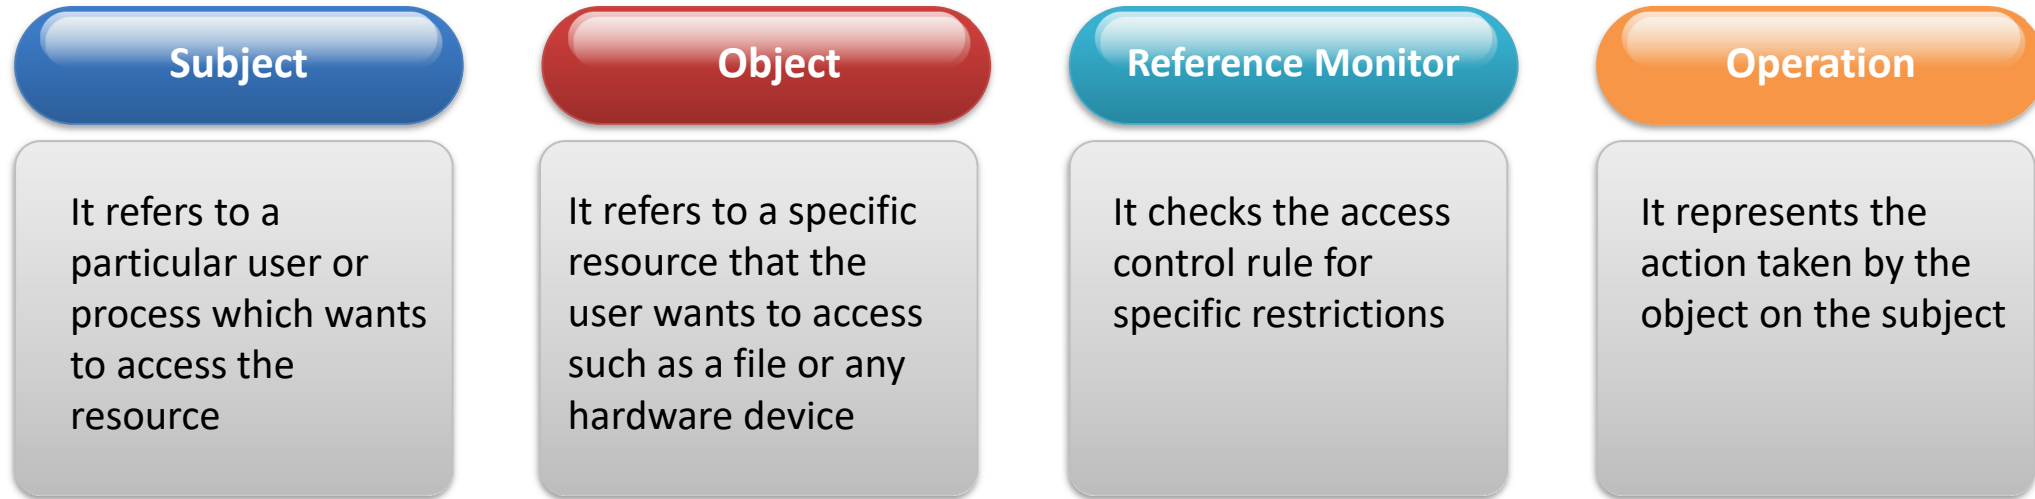 Subject
It refers to a
particular user or
process which wants
to access the
resource
Object
It refers to a specific
resource that the
user wants to access
such as a file or any
hardware device
Reference Monitor
It checks the access
control rule for
specific restrictions
Operation
It represents the
action taken by the
object on the subject